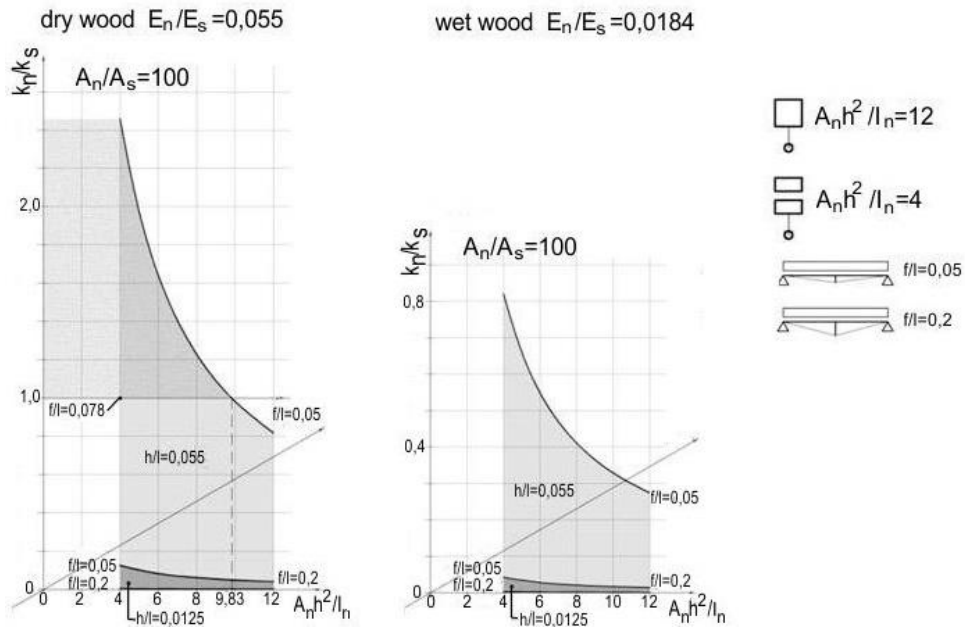 dry wood Eₙ/Eₛ=0,055
kₙ/kₛ
Aₙ/Aₛ=100
2,0
1,0
f/l=0,078
f/l=0,05
h/l=0,055
f/l=0,05
f/l=0,2
f/l=0,2
0
0 2 4 6 8 9,83 12 Aₙh²/Iₙ
h/l=0,0125
wet wood Eₙ/Eₛ=0,0184
kₙ/kₛ
Aₙ/Aₛ=100
0,8
0,4
h/l=0,055
f/l=0,05
f/l=0,05
f/l=0,2
f/l=0,2
0
0 2 4 6 8 10 12 Aₙh²/Iₙ
h/l=0,0125
Aₙh²/Iₙ=12
Aₙh²/Iₙ=4
f/l=0,05
f/l=0,2